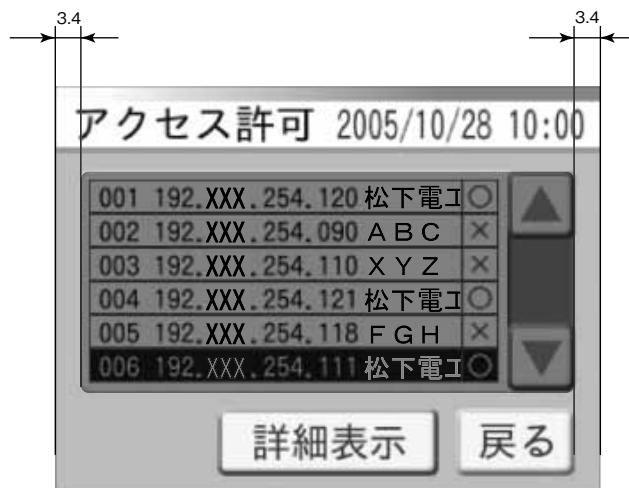 3.4 3.4
アクセス許可 2005/10/28 10:00
001 192.XXX.254.120 松下電工 ○
002 192.XXX.254.090 ABC ×
003 192.XXX.254.110 XYZ ×
004 192.XXX.254.121 松下電工 ○
005 192.XXX.254.118 FGH ×
006 192.XXX.254.111 松下電工 ○
▲
▼
詳細表示 戻る